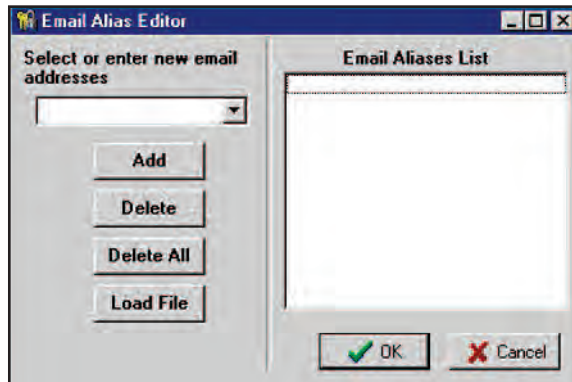 Email Alias Editor
Select or enter new email
addresses
Add
Delete
Delete All
Load File
Email Aliases List
OK
Cancel